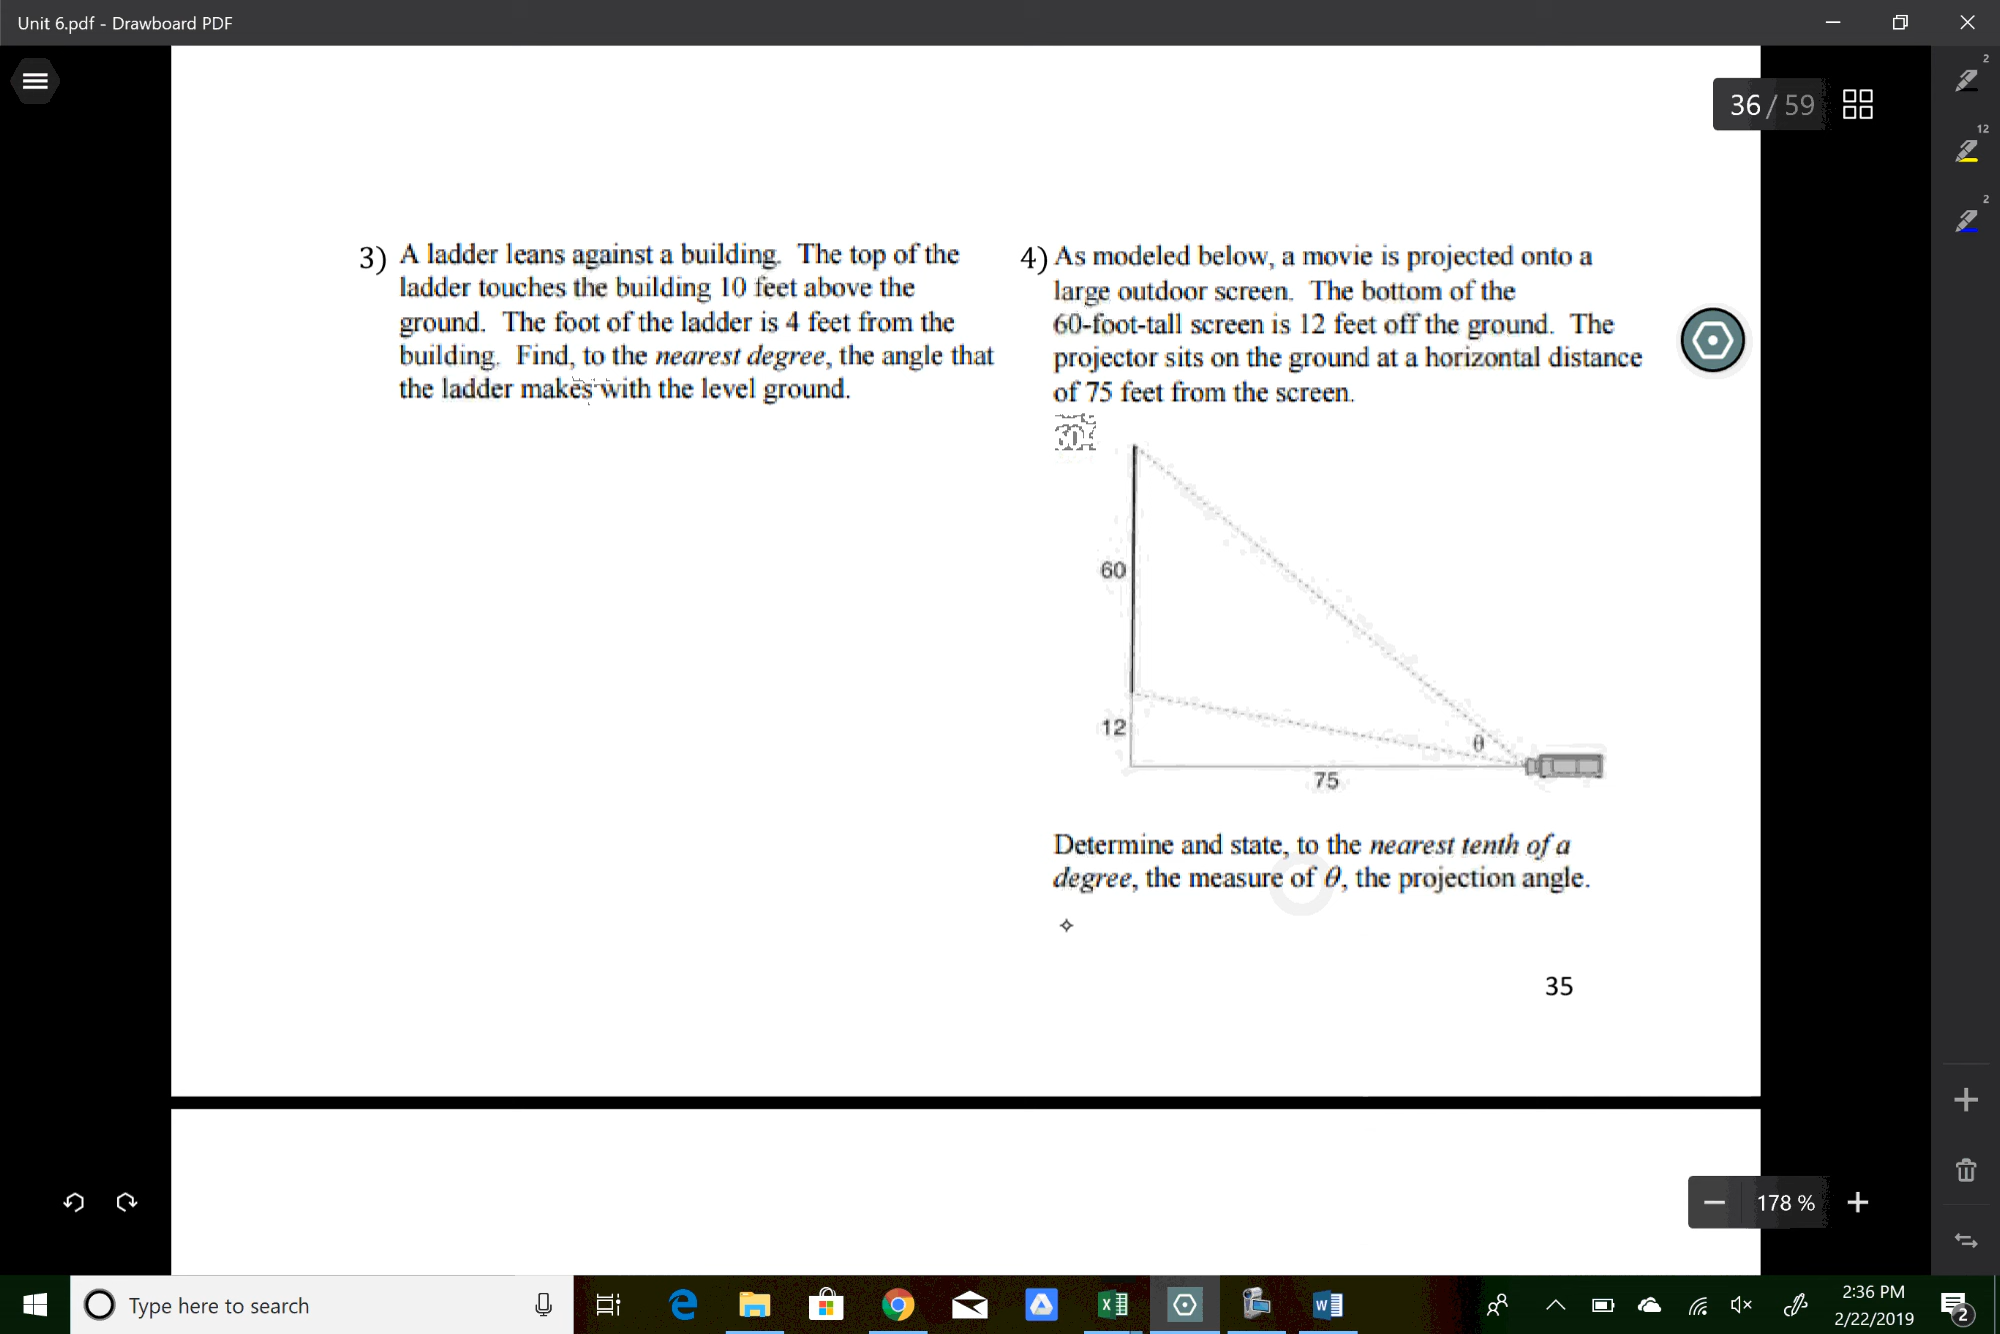 Unit 6.pdf - Drawboard PDF
36 / 59
2
12
2
3) A ladder leans against a building. The top of the
ladder touches the building 10 feet above the
ground. The foot of the ladder is 4 feet from the
building. Find, to the nearest degree, the angle that
the ladder makes with the level ground.
4) As modeled below, a movie is projected onto a
large outdoor screen. The bottom of the
60-foot-tall screen is 12 feet off the ground. The
projector sits on the ground at a horizontal distance
of 75 feet from the screen.
60
12
θ
75
Determine and state, to the nearest tenth of a
degree, the measure of θ, the projection angle.
35
178 %
Type here to search
2:36 PM
2/22/2019
2